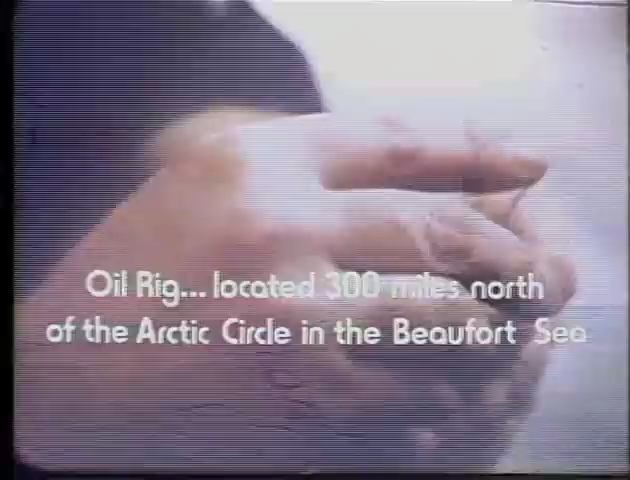 Oil Rig... located 300 miles north
of the Arctic Circle in the Beaufort Sea